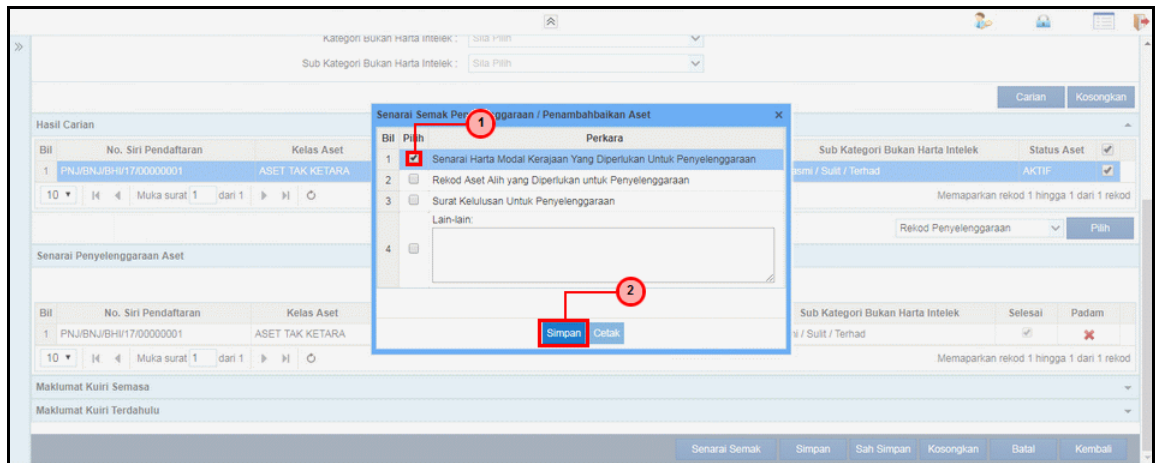 Kategori Bukan Harta Intelek : Sila Pilih
Sub Kategori Bukan Harta Intelek : Sila Pilih
Carian Kosongkan
Hasil Carian
Bil No. Siri Pendaftaran Kelas Aset Sub Kategori Bukan Harta Intelek Status Aset
1 PNJ/BNJ/BHI/17/00000001 ASET TAK KETARA asmi / Sulit / Terhad AKTIF
10 Muka surat 1 dari 1 Memaparkan rekod 1 hingga 1 dari 1 rekod
Rekod Penyelenggaraan Pilih
Senarai Penyelenggaraan Aset
Bil No. Siri Pendaftaran Kelas Aset Sub Kategori Bukan Harta Intelek Selesai Padam
1 PNJ/BNJ/BHI/17/00000001 ASET TAK KETARA i / Sulit / Terhad
10 Muka surat 1 dari 1 Memaparkan rekod 1 hingga 1 dari 1 rekod
Maklumat Kuiri Semasa
Maklumat Kuiri Terdahulu
Senarai Semak Simpan Sah Simpan Kosongkan Batal Kembali
Senarai Semak Pen ggaraan / Penambahbaikan Aset
1
Bil Pilih Perkara
1 Senarai Harta Modal Kerajaan Yang Diperlukan Untuk Penyelenggaraan
2 Rekod Aset Alih yang Diperlukan untuk Penyelenggaraan
3 Surat Kelulusan Untuk Penyelenggaraan
Lain-lain:
4
2
Simpan Cetak